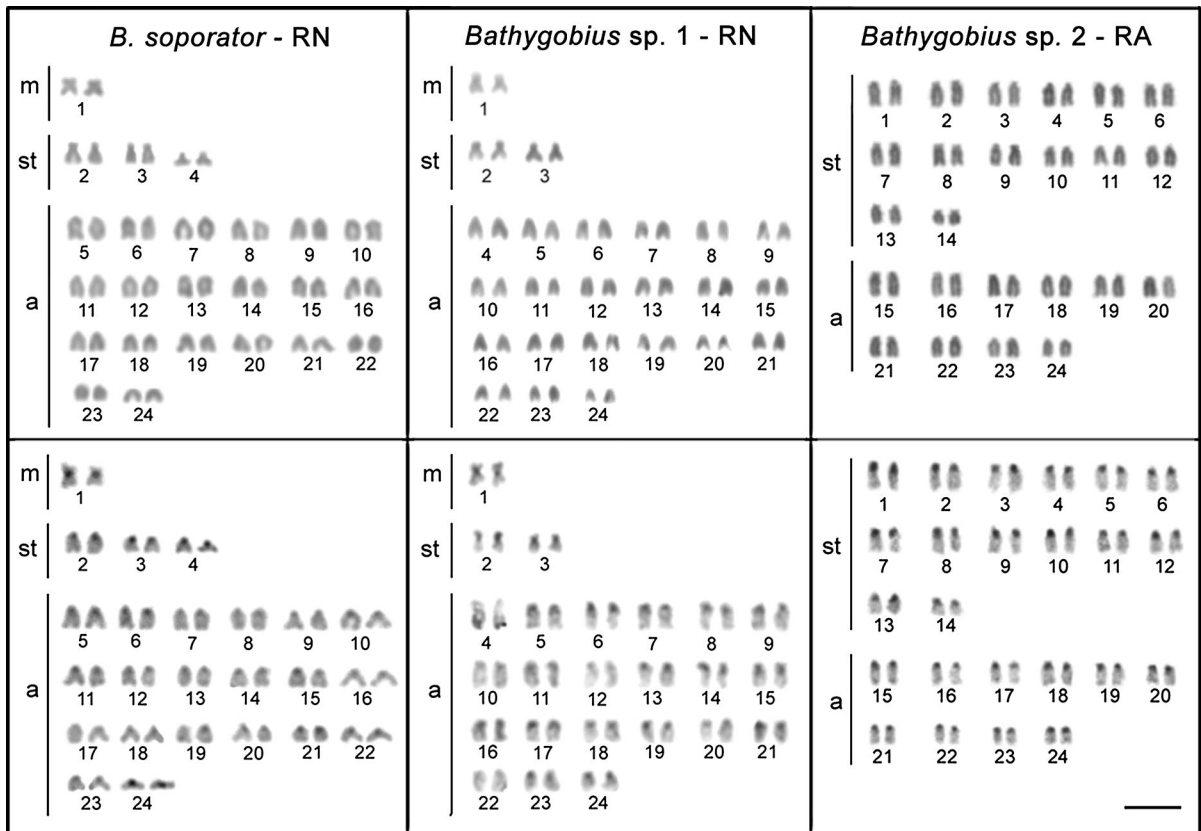 B. soporator - RN
m
1
st
2 3 4
a
5 6 7 8 9 10
11 12 13 14 15 16
17 18 19 20 21 22
23 24
Bathygobius sp. 1 - RN
1
2 3
4 5 6 7 8 9
10 11 12 13 14 15
16 17 18 19 20 21
22 23 24
Bathygobius sp. 2 - RA
st
1 2 3 4 5 6
7 8 9 10 11 12
13 14
a
15 16 17 18 19 20
21 22 23 24
m
1
st
2 3 4
a
5 6 7 8 9 10
11 12 13 14 15 16
17 18 19 20 21 22
23 24
1
2 3
4 5 6 7 8 9
10 11 12 13 14 15
16 17 18 19 20 21
22 23 24
st
1 2 3 4 5 6
7 8 9 10 11 12
13 14
a
15 16 17 18 19 20
21 22 23 24